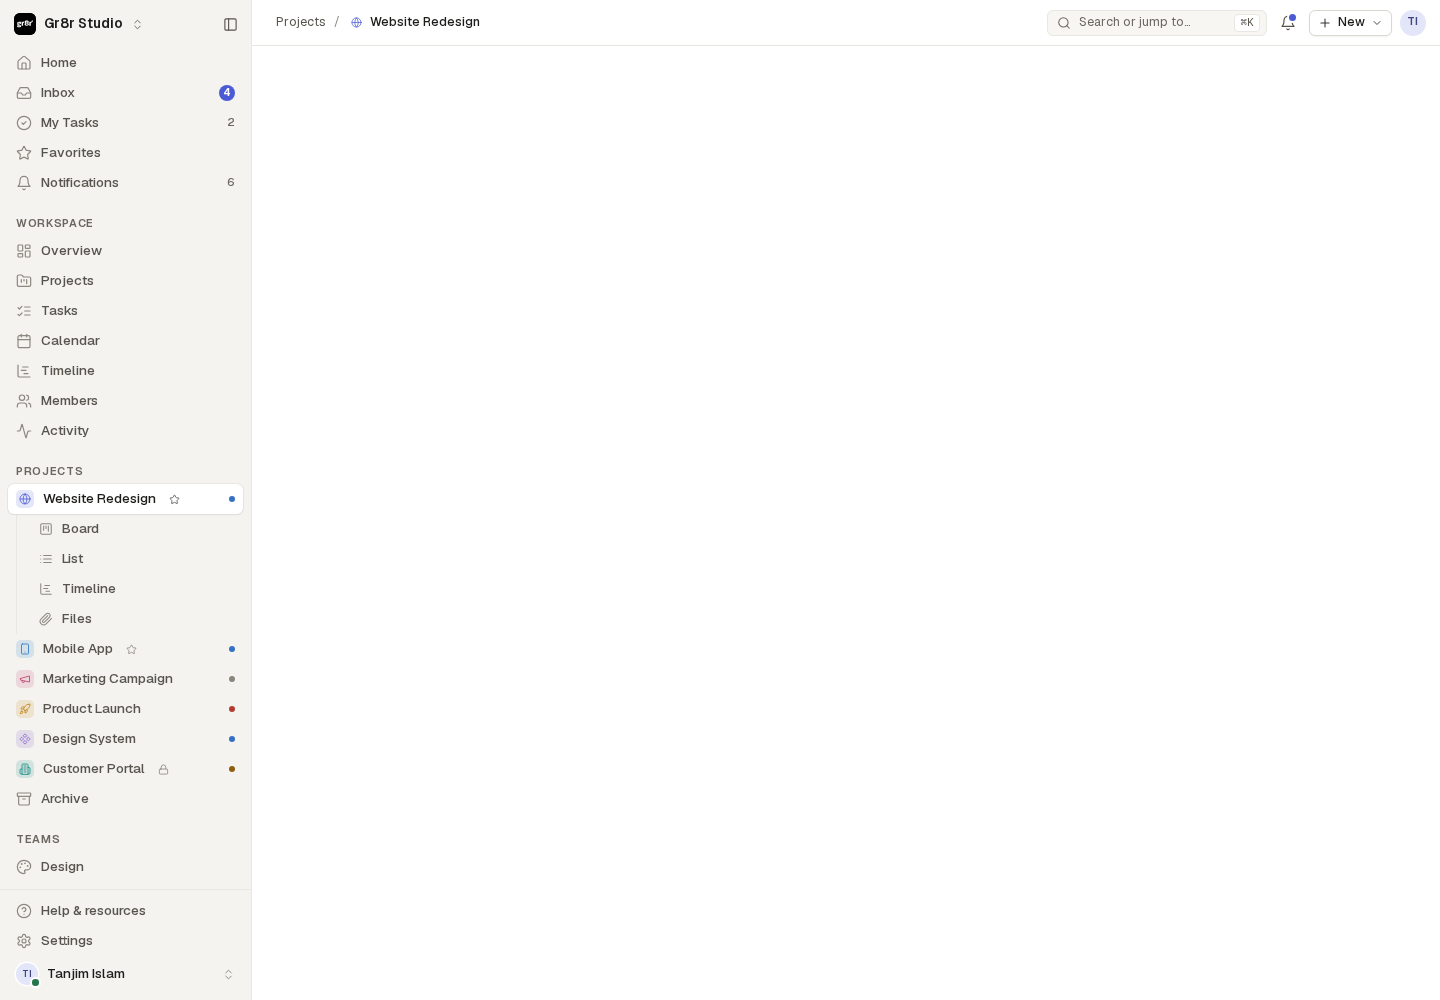 gr8r
Gr8r Studio
Projects / Website Redesign
Search or jump to...
⌘K
New
TI
Home
Inbox 4
My Tasks 2
Favorites
Notifications 6
WORKSPACE
Overview
Projects
Tasks
Calendar
Timeline
Members
Activity
PROJECTS
Website Redesign
Board
List
Timeline
Files
Mobile App
Marketing Campaign
Product Launch
Design System
Customer Portal
Archive
TEAMS
Design
Help & resources
Settings
TI Tanjim Islam